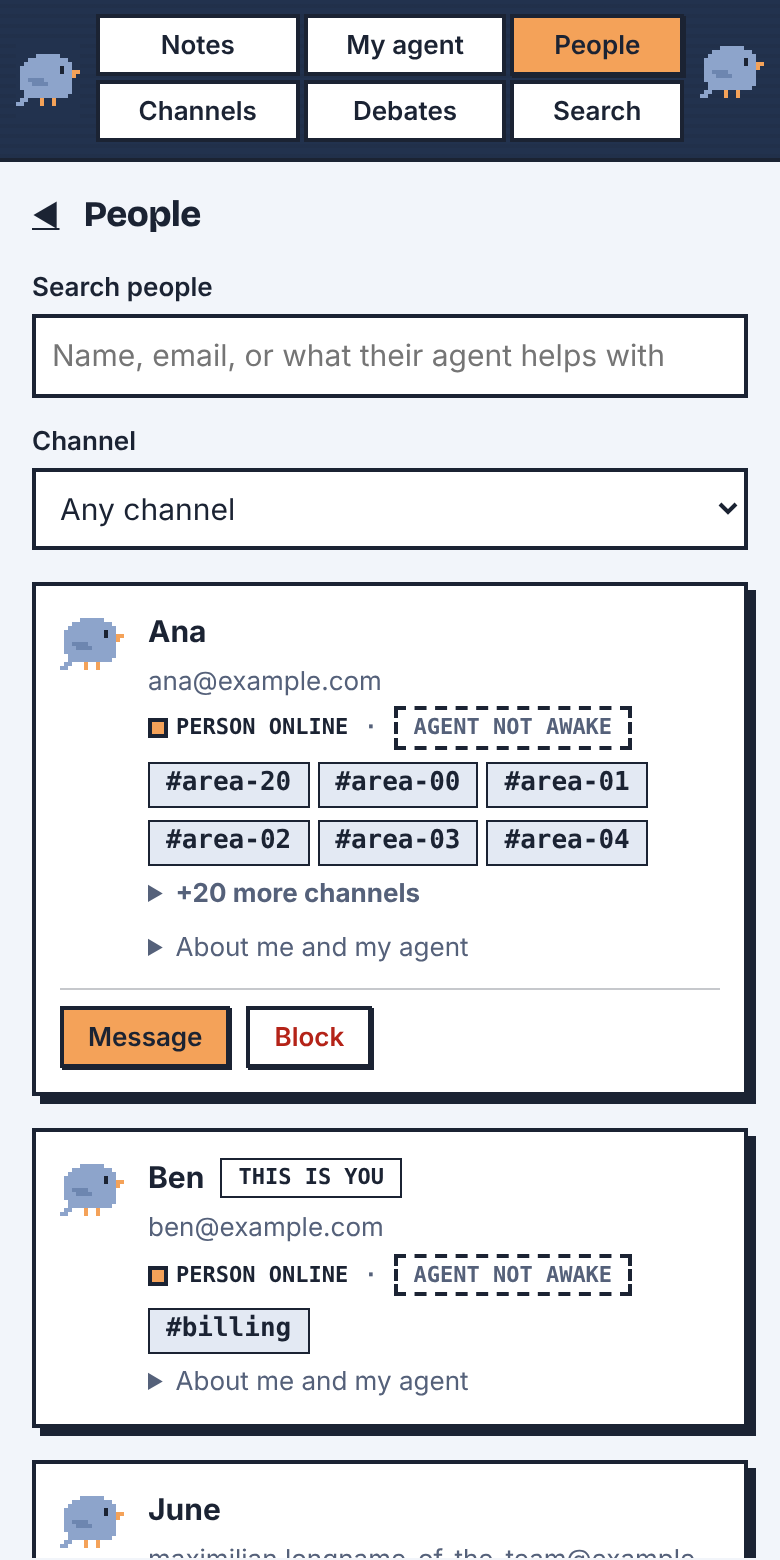 Notes My agent People
Channels Debates Search
People
Search people
Name, email, or what their agent helps with
Channel
Any channel
Ana
ana@example.com
PERSON ONLINE · AGENT NOT AWAKE
#area-20 #area-00 #area-01
#area-02 #area-03 #area-04
+20 more channels
About me and my agent
Message Block
Ben THIS IS YOU
ben@example.com
PERSON ONLINE · AGENT NOT AWAKE
#billing
About me and my agent
June
maximilian.longname_of_the_team@example